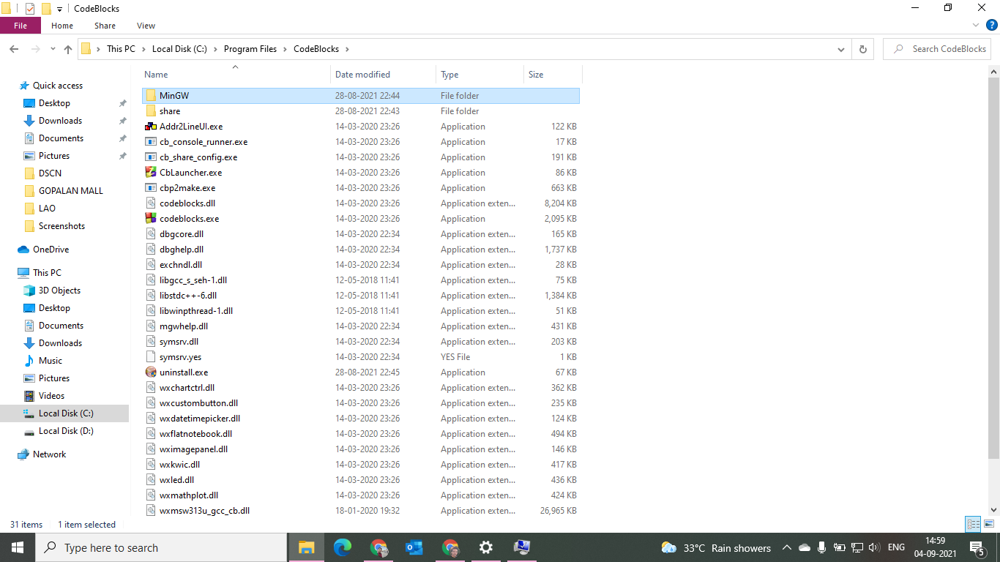 CodeBlocks
File Home Share View
This PC > Local Disk (C:) > Program Files > CodeBlocks >
Search CodeBlocks
Name Date modified Type Size
Quick access
Desktop
Downloads
Documents
Pictures
DSCN
GOPALAN MALL
LAO
Screenshots
OneDrive
This PC
3D Objects
Desktop
Documents
Downloads
Music
Pictures
Videos
Local Disk (C:)
Local Disk (D:)
Network
MinGW 28-08-2021 22:44 File folder
share 28-08-2021 22:43 File folder
Addr2LineUI.exe 14-03-2020 23:26 Application 122 KB
cb_console_runner.exe 14-03-2020 23:26 Application 17 KB
cb_share_config.exe 14-03-2020 23:26 Application 191 KB
CbLauncher.exe 14-03-2020 23:26 Application 86 KB
cbp2make.exe 14-03-2020 23:26 Application 663 KB
codeblocks.dll 14-03-2020 23:26 Application exten... 8,204 KB
codeblocks.exe 14-03-2020 23:26 Application 2,095 KB
dbgcore.dll 14-03-2020 22:34 Application exten... 165 KB
dbghelp.dll 14-03-2020 22:34 Application exten... 1,737 KB
exchndl.dll 14-03-2020 22:34 Application exten... 28 KB
libgcc_s_seh-1.dll 12-05-2018 11:41 Application exten... 75 KB
libstdc++-6.dll 12-05-2018 11:41 Application exten... 1,384 KB
libwinpthread-1.dll 12-05-2018 11:41 Application exten... 51 KB
mgwhelp.dll 14-03-2020 22:34 Application exten... 431 KB
symsrv.dll 14-03-2020 22:34 Application exten... 203 KB
symsrv.yes 14-03-2020 22:34 YES File 1 KB
uninstall.exe 28-08-2021 22:45 Application 67 KB
wxchartctrl.dll 14-03-2020 23:26 Application exten... 362 KB
wxcustombutton.dll 14-03-2020 23:26 Application exten... 235 KB
wxdatetimepicker.dll 14-03-2020 23:26 Application exten... 124 KB
wxflatnotebook.dll 14-03-2020 23:26 Application exten... 494 KB
wximagepanel.dll 14-03-2020 23:26 Application exten... 146 KB
wxkwic.dll 14-03-2020 23:26 Application exten... 417 KB
wxled.dll 14-03-2020 23:26 Application exten... 436 KB
wxmathplot.dll 14-03-2020 23:26 Application exten... 424 KB
wxmsw313u_gcc_cb.dll 18-01-2020 19:32 Application exten... 26,965 KB
31 items 1 item selected
Type here to search
33°C Rain showers
ENG
14:59
04-09-2021
5